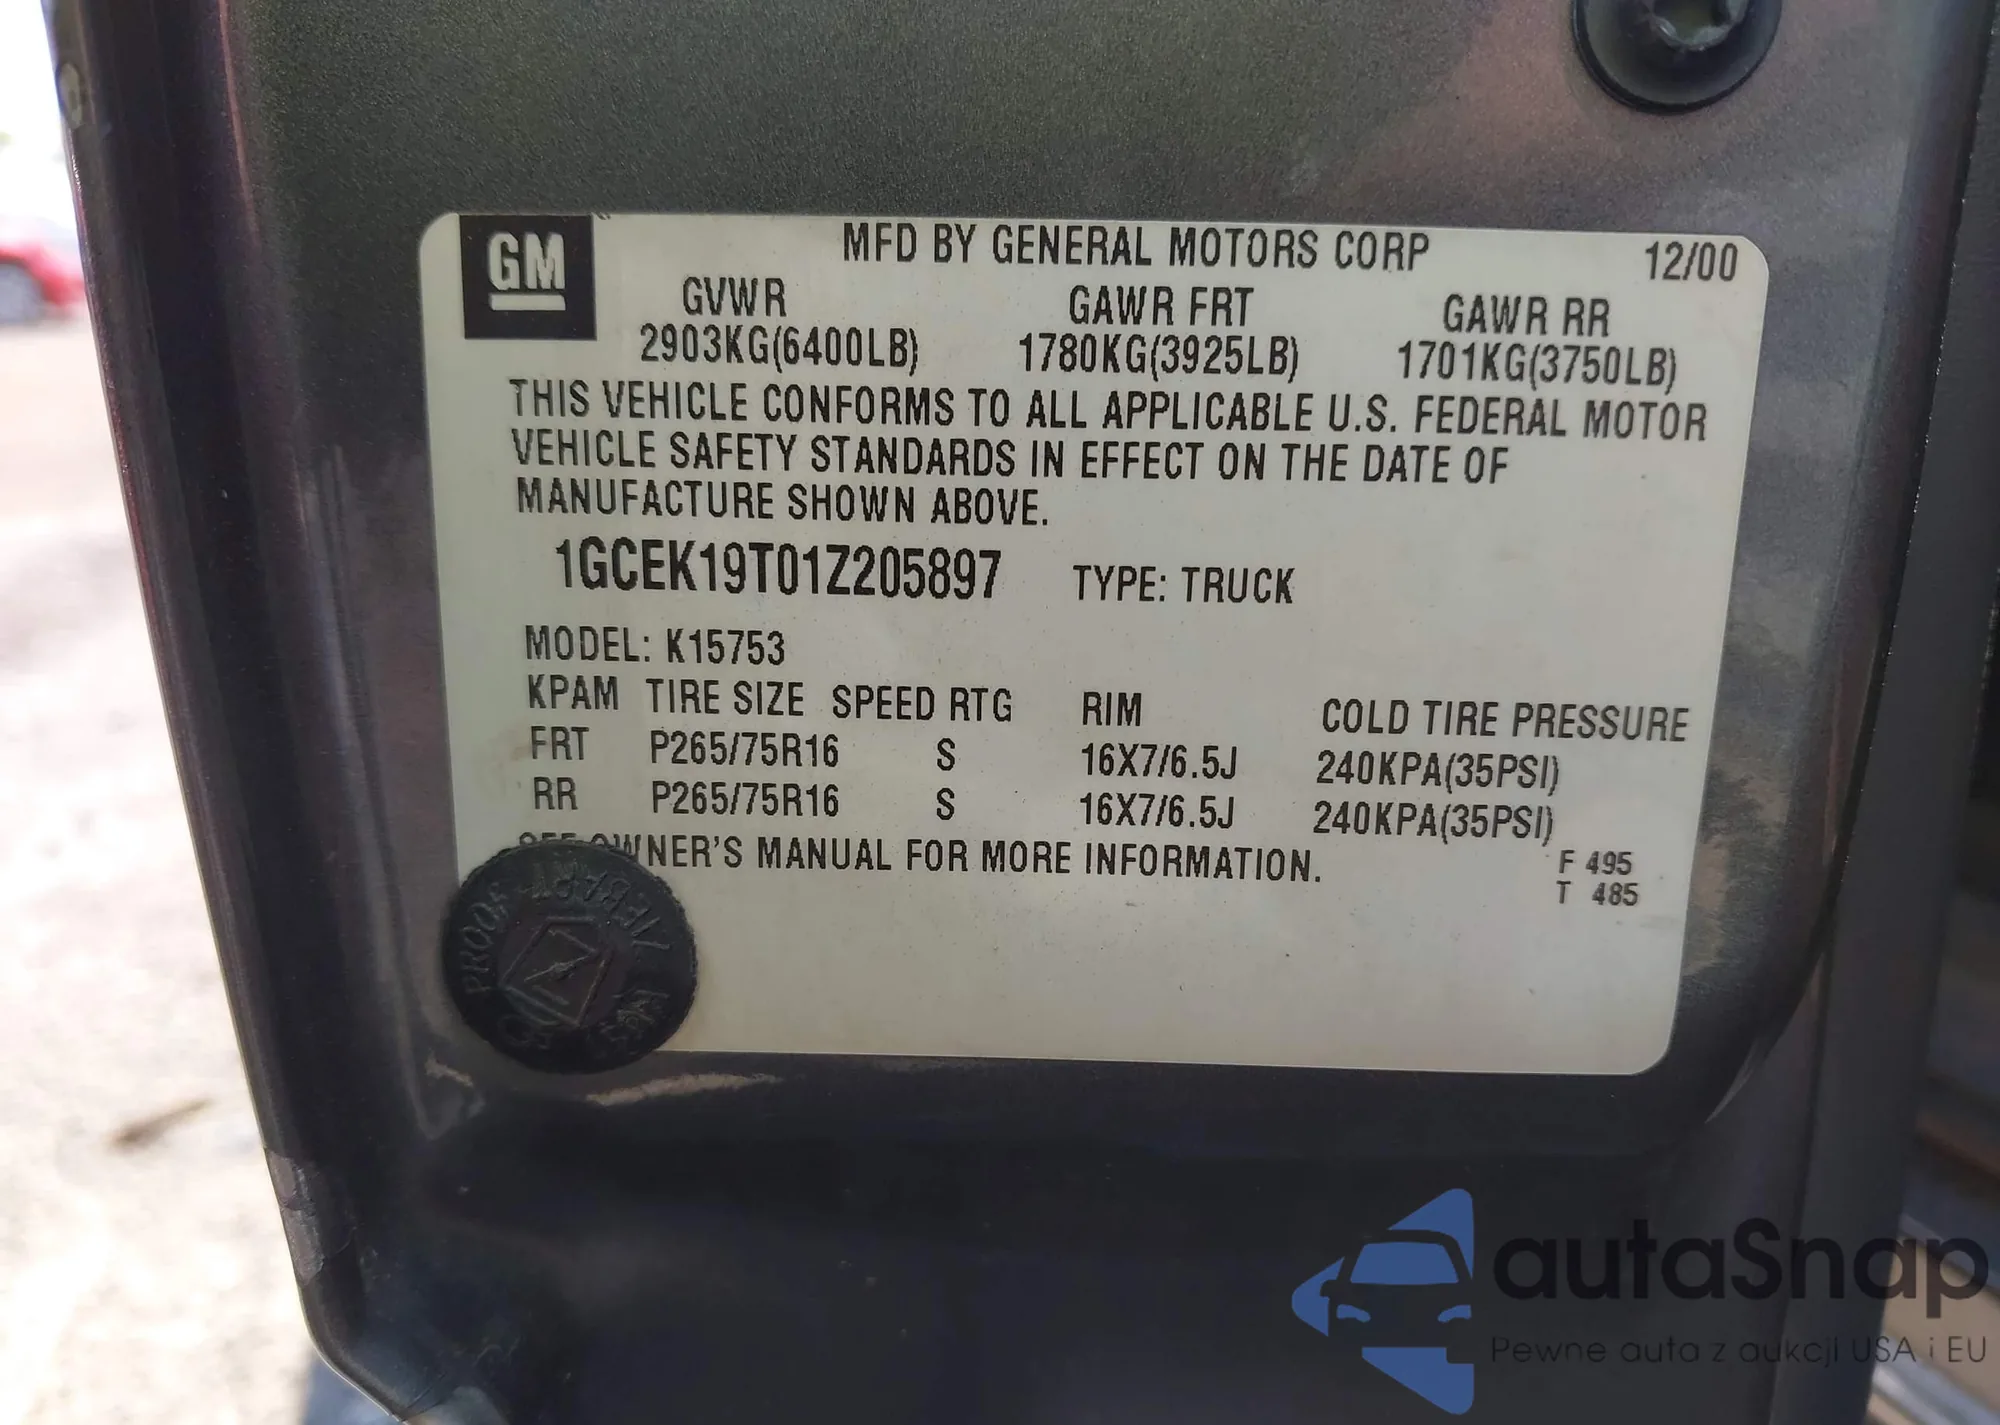 GM
MFD BY GENERAL MOTORS CORP 12/00
GVWR GAWR FRT GAWR RR
2903KG(6400LB) 1780KG(3925LB) 1701KG(3750LB)
THIS VEHICLE CONFORMS TO ALL APPLICABLE U.S. FEDERAL MOTOR
VEHICLE SAFETY STANDARDS IN EFFECT ON THE DATE OF
MANUFACTURE SHOWN ABOVE.
1GCEK19T01Z205897 TYPE: TRUCK
MODEL: K15753
KPAM TIRE SIZE SPEED RTG RIM COLD TIRE PRESSURE
FRT P265/75R16 S 16X7/6.5J 240KPA(35PSI)
RR P265/75R16 S 16X7/6.5J 240KPA(35PSI)
SEE OWNER'S MANUAL FOR MORE INFORMATION.
F 495
T 485
PROOF
autaSnap
Pewne auta z aukcji USA i EU